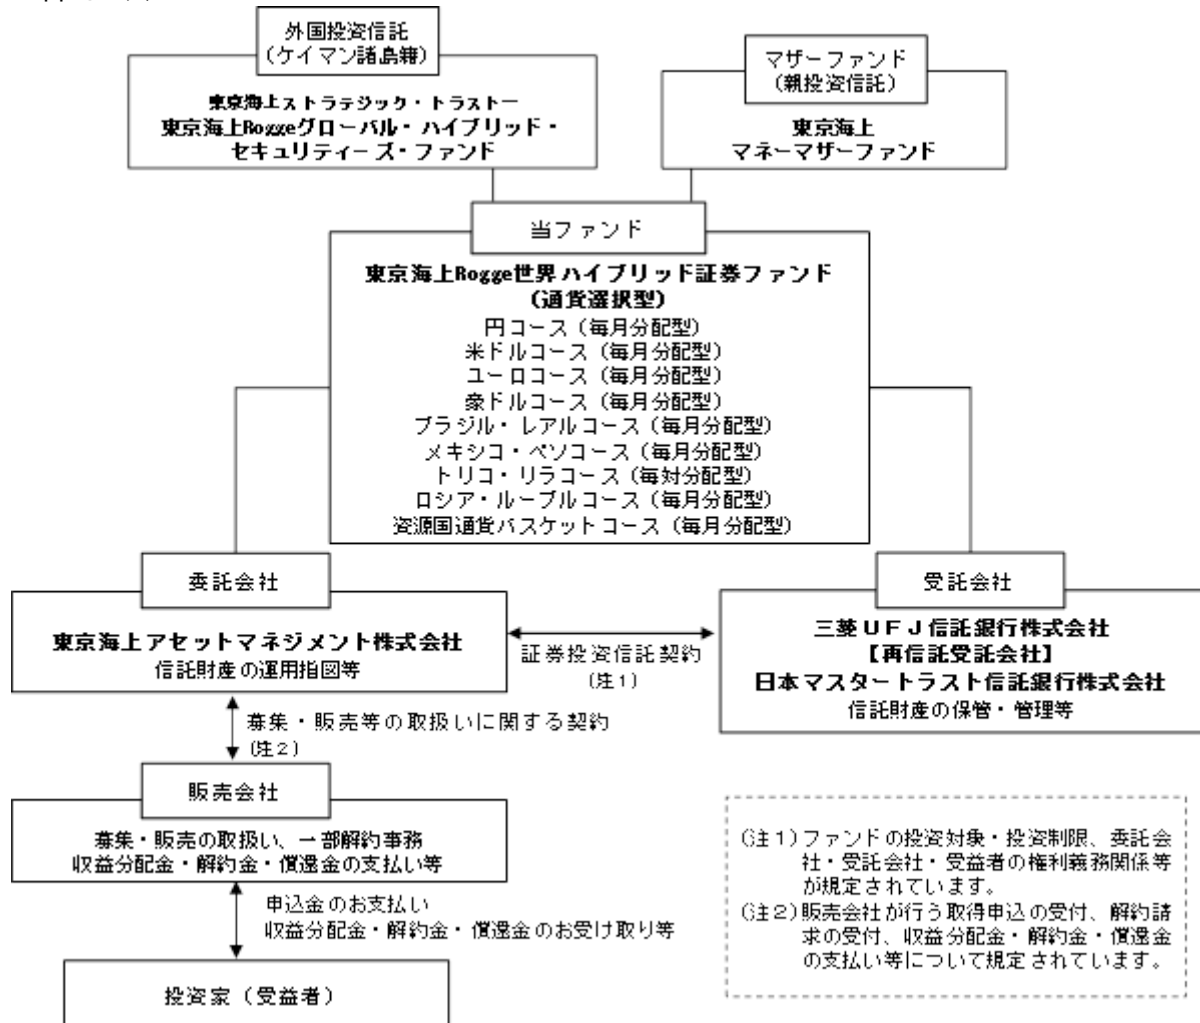 外国投資信託
(ケイマン諸島籍)
東京海上ストラテジック・トラスト一
東京海上Roggeグローバル・ハイブリッド・
セキュリティーズ・ファンド
マザーファンド
(親投資信託)
東京海上
マネーマザーファンド
当ファンド
東京海上Rogge世界ハイブリッド証券ファンド
(通貨選択型)
円コース (毎月分配型)
米ドルコース (毎月分配型)
ユーロコース (毎月分配型)
豪ドルコース (毎月分配型)
ブラジル・レアルコース (毎月分配型)
メキシコ・ペソコース (毎月分配型)
トリコ・リラコース (毎対分配型)
ロシア・ルーブルコース (毎月分配型)
資源国通貨バスケットコース (毎月分配型)
委託会社
東京海上アセットマネジメント株式会社
信託財産の運用指図等
証券投資信託契約
(注1)
受託会社
三菱UFJ信託銀行株式会社
【再信託受託会社】
日本マスタートラスト信託銀行株式会社
信託財産の保管・管理等
募集・販売等の取扱いに関する契約
(注2)
販売会社
募集・販売の取扱い、一部解約事務
収益分配金・解約金・償還金の支払い等
申込金のお支払い
収益分配金・解約金・償還金のお受け取り等
投資家 (受益者)
(注1)ファンドの投資対象・投資制限、委託会
社・受託会社・受益者の権利義務関係等
が規定されています。
(注2)販売会社が行う取得申込の受付、解約請
求の受付、収益分配金・解約金・償還金
の支払い等について規定されています。